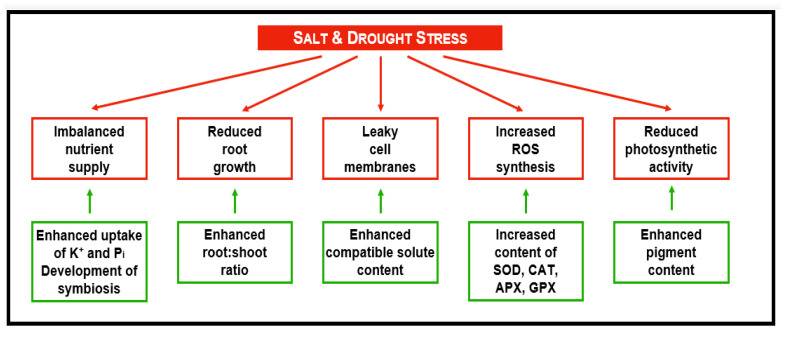 SALT & DROUGHT STRESS
Imbalanced
nutrient
supply
Reduced
root
growth
Leaky
cell
membranes
Increased
ROS
synthesis
Reduced
photosynthetic
activity
Enhanced uptake
of K⁺ and Pi
Development of
symbiosis
Enhanced
root:shoot
ratio
Enhanced
compatible solute
content
Increased
content of
SOD, CAT,
APX, GPX
Enhanced
pigment
content